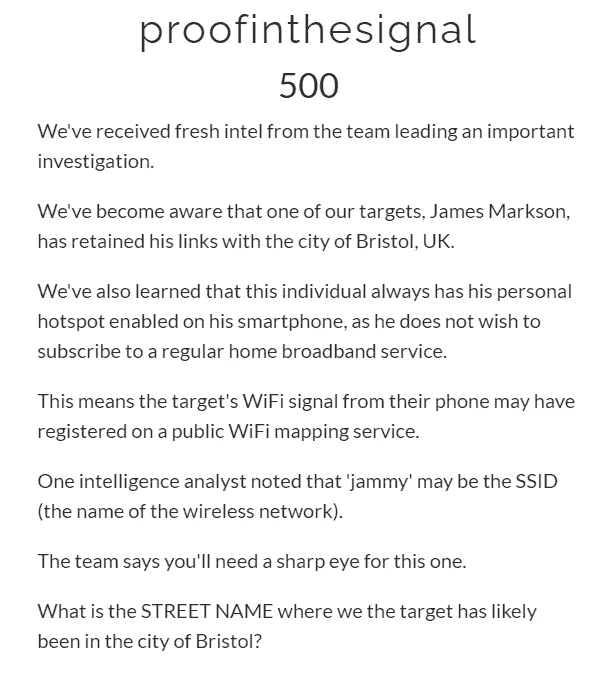 proofinthesignal
500
We've received fresh intel from the team leading an important
investigation.
We've become aware that one of our targets, James Markson,
has retained his links with the city of Bristol, UK.
We've also learned that this individual always has his personal
hotspot enabled on his smartphone, as he does not wish to
subscribe to a regular home broadband service.
This means the target's WiFi signal from their phone may have
registered on a public WiFi mapping service.
One intelligence analyst noted that 'jammy' may be the SSID
(the name of the wireless network).
The team says you'll need a sharp eye for this one.
What is the STREET NAME where we the target has likely
been in the city of Bristol?